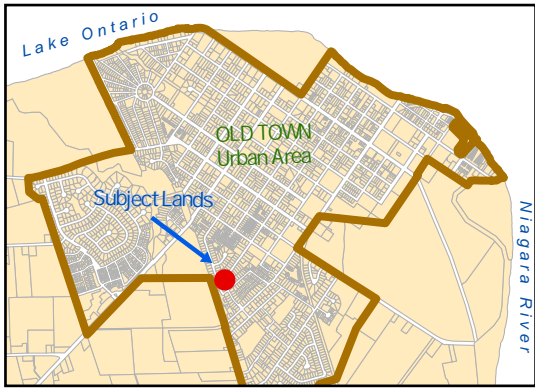 Lake Ontario
OLD TOWN
Urban Area
Subject Lands
Niagara River